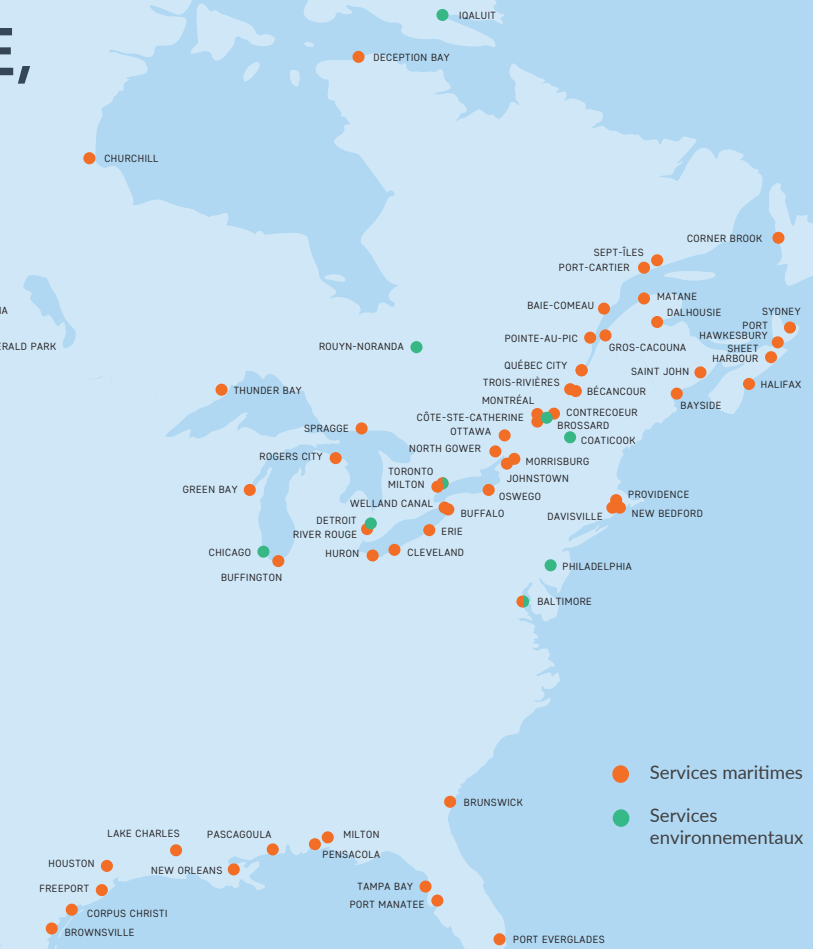 E,
IQALUIT
DECEPTION BAY
CHURCHILL
CORNER BROOK
SEPT-ÎLES
PORT-CARTIER
MATANE
BAIE-COMEAU
DALHOUSIE
SYDNEY
PORT
HAWKESBURY
SHEET
HARBOUR
POINTE-AU-PIC
GROS-CACOUNA
ERALD PARK
ROUYN-NORANDA
QUÉBEC CITY
SAINT JOHN
TROIS-RIVIÈRES
BÉCANCOUR
HALIFAX
THUNDER BAY
MONTRÉAL
BAYSIDE
CÔTE-STE-CATHERINE
CONTRECOEUR
BROSSARD
SPRAGGE
OTTAWA
COATICOOK
NORTH GOWER
ROGERS CITY
MORRISBURG
JOHNSTOWN
TORONTO
MILTON
GREEN BAY
OSWEGO
PROVIDENCE
WELLAND CANAL
BUFFALO
DAVISVILLE
NEW BEDFORD
DETROIT
RIVER ROUGE
ERIE
CHICAGO
HURON
CLEVELAND
BUFFINGTON
PHILADELPHIA
BALTIMORE
Services maritimes
Services
environnementaux
BRUNSWICK
LAKE CHARLES
PASCAGOULA
MILTON
PENSACOLA
HOUSTON
NEW ORLEANS
FREEPORT
TAMPA BAY
PORT MANATEE
CORPUS CHRISTI
BROWNSVILLE
PORT EVERGLADES